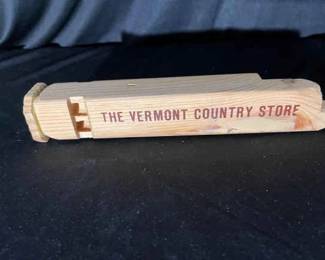 THE VERMONT COUNTRY STORE